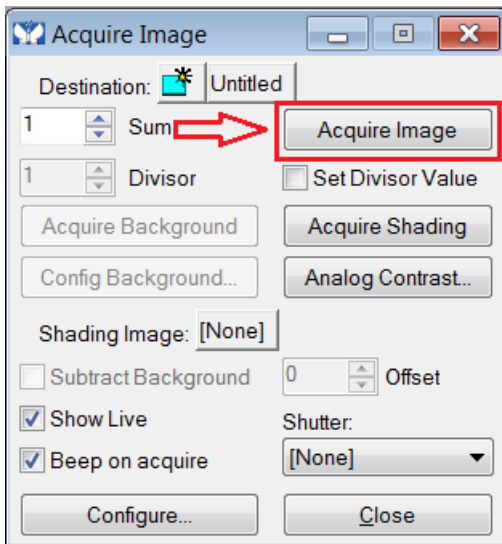 Acquire Image
Destination: Untitled
1 Sum Acquire Image
1 Divisor Set Divisor Value
Acquire Background Acquire Shading
Config Background... Analog Contrast...
Shading Image: [None]
Subtract Background 0 Offset
Show Live Shutter:
Beep on acquire [None]
Configure... Close